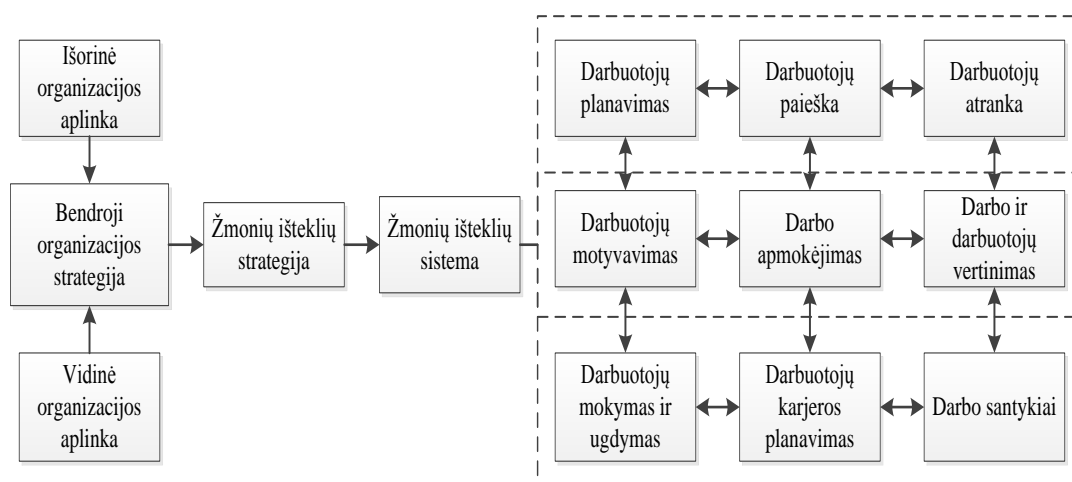 Išorinė
organizacijos
aplinka
Bendroji
organizacijos
strategija
Vidinė
organizacijos
aplinka
Žmonių išteklių
strategija
Žmonių išteklių
sistema
Darbuotojų
planavimas
Darbuotojų
paieška
Darbuotojų
atranka
Darbuotojų
motyvavimas
Darbo
apmokėjimas
Darbo ir
darbuotojų
vertinimas
Darbuotojų
mokymas ir
ugdymas
Darbuotojų
karjeros
planavimas
Darbo santykiai